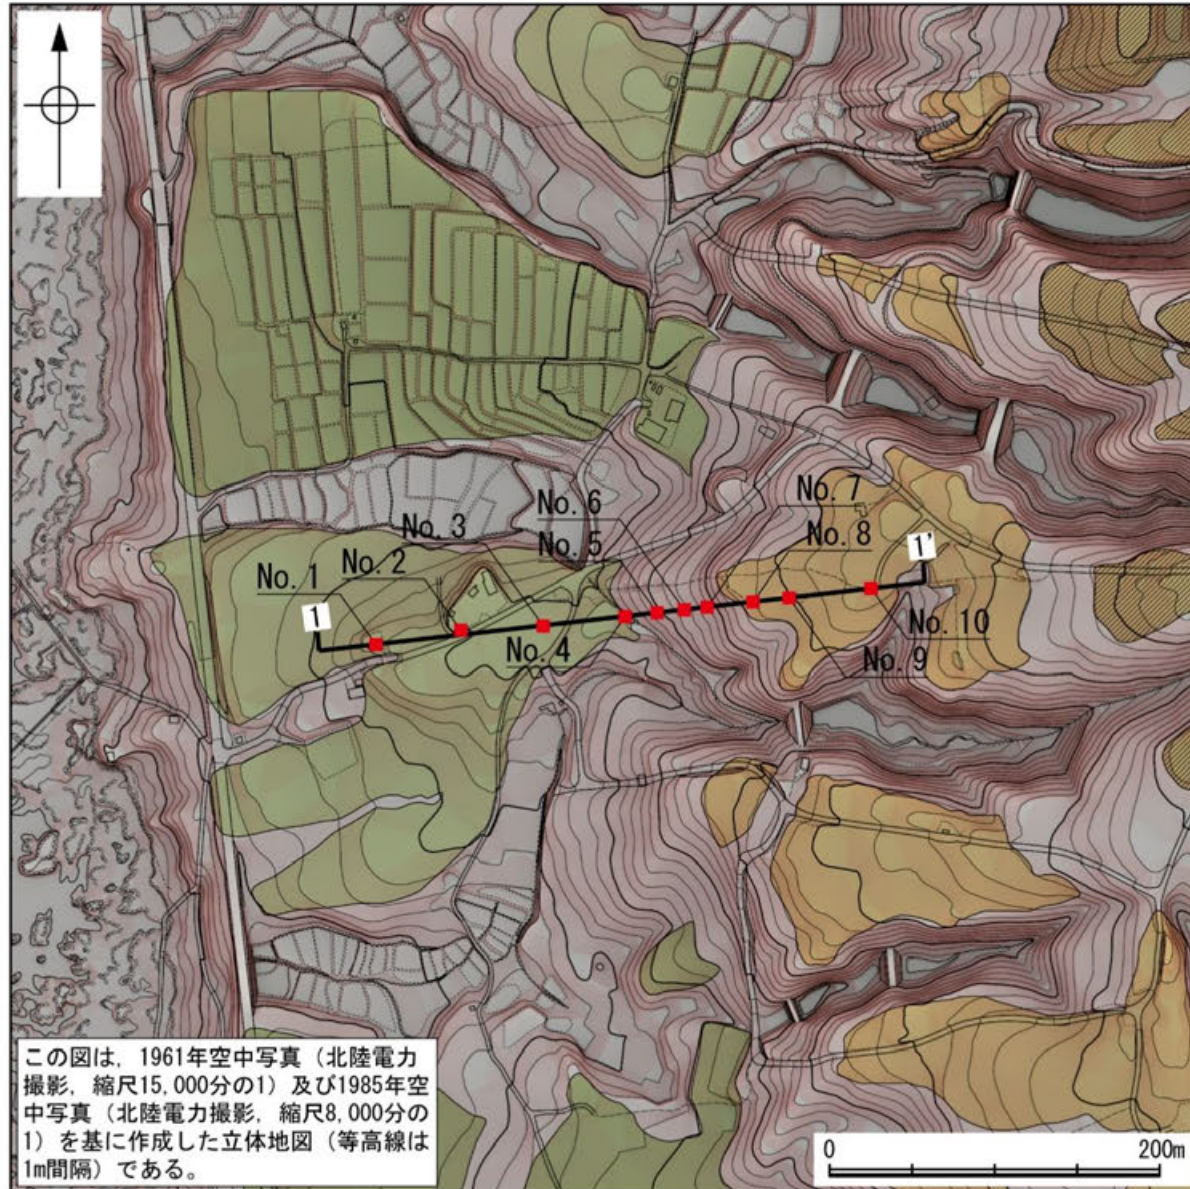 No. 6
No. 7
No. 3
No. 5
No. 8
No. 2
No. 1
1'
1
No. 10
No. 4
No. 9
この図は，1961年空中写真（北陸電力
撮影，縮尺15,000分の1）及び1985年空
中写真（北陸電力撮影，縮尺8,000分の
1）を基に作成した立体地図（等高線は
1m間隔）である。
0 200m